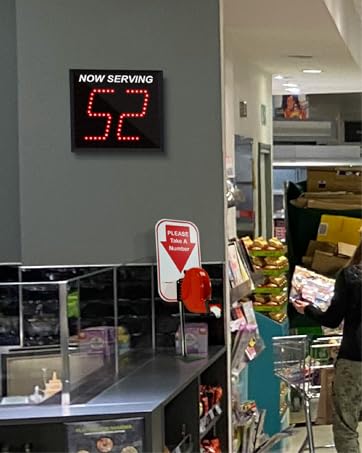 NOW SERVING
52
PLEASE
Take A
Number